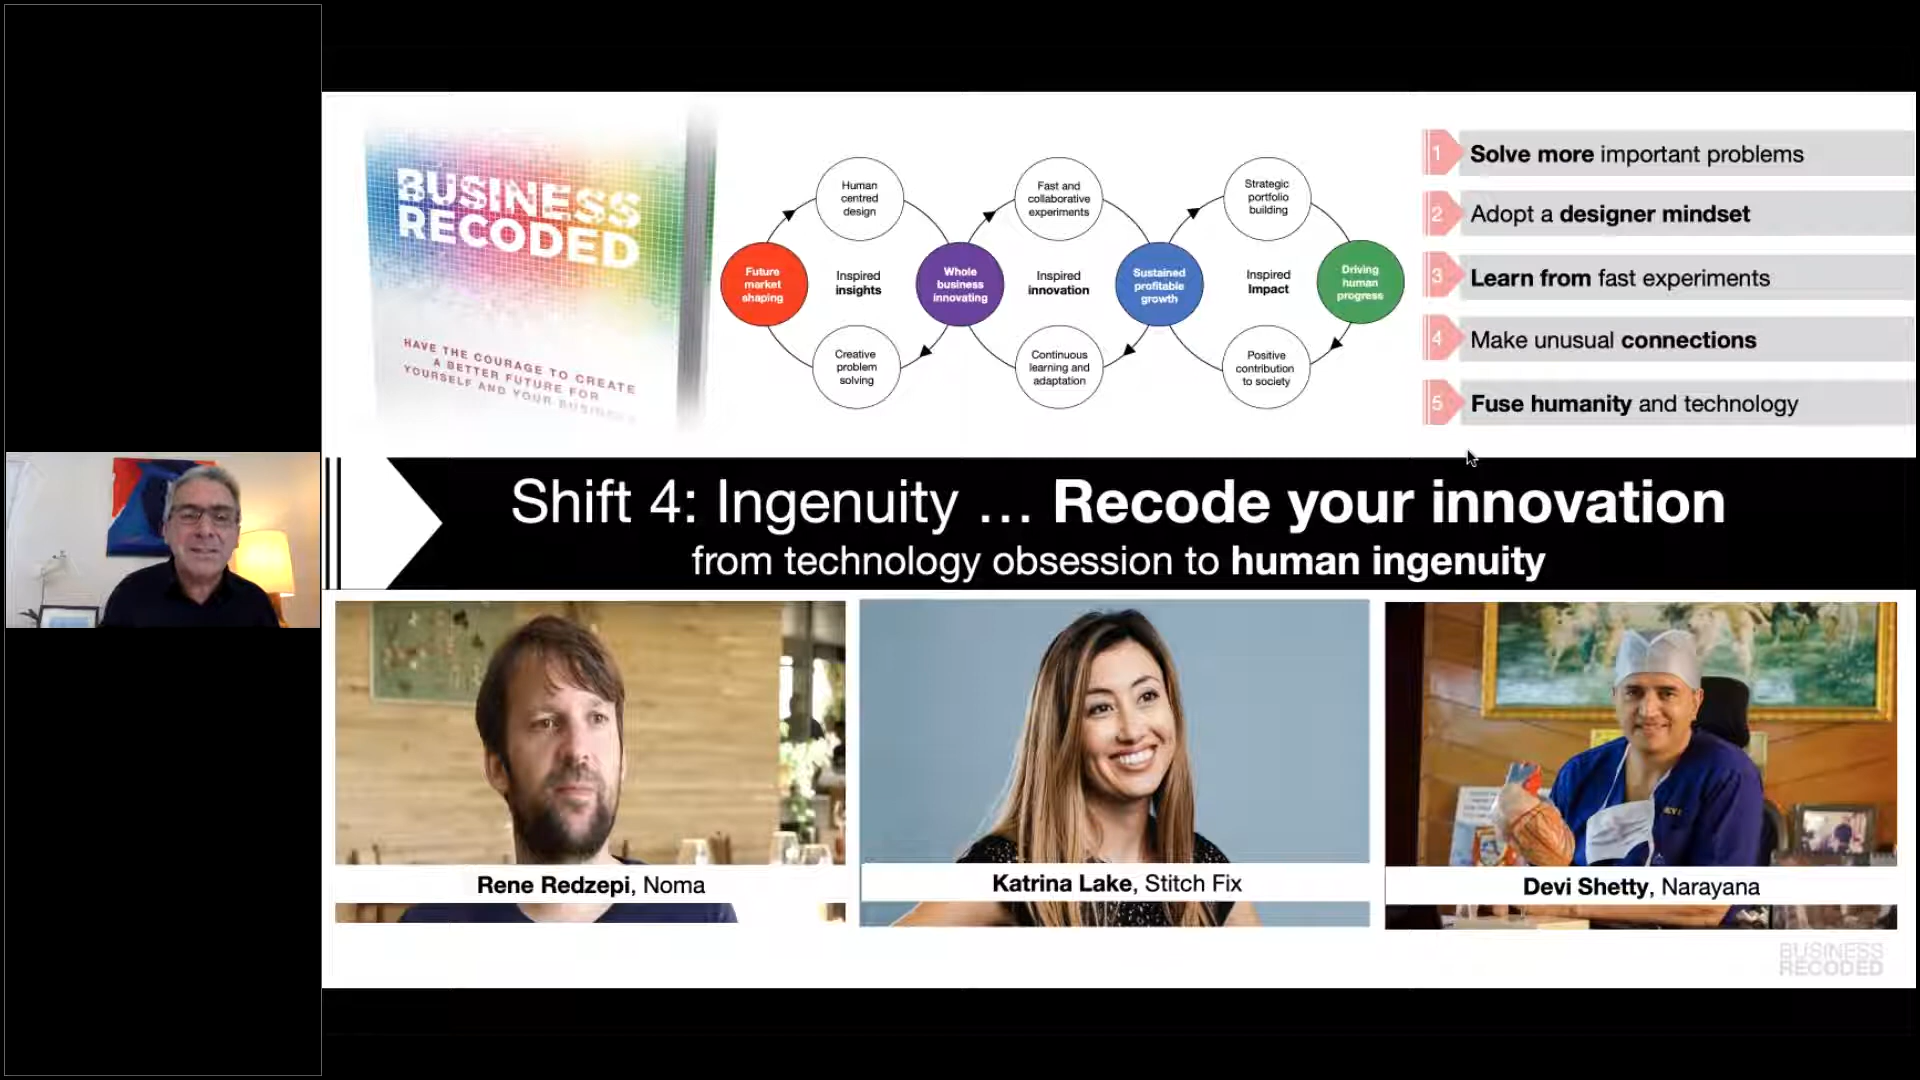 BUSINESS
RECODED
HAVE THE COURAGE TO CREATE
A BETTER FUTURE FOR
YOURSELF AND YOUR BUSINESS
Human
centred
design
Fast and
collaborative
experiments
Strategic
portfolio
building
Future
market
shaping
Inspired
insights
Whole
business
innovating
Inspired
innovation
Sustained
profitable
growth
Inspired
Impact
Driving
human
progress
Creative
problem
solving
Continuous
learning and
adaptation
Positive
contribution
to society
1 Solve more important problems
2 Adopt a designer mindset
3 Learn from fast experiments
4 Make unusual connections
5 Fuse humanity and technology
Shift 4: Ingenuity … Recode your innovation
from technology obsession to human ingenuity
Rene Redzepi, Noma
Katrina Lake, Stitch Fix
Devi Shetty, Narayana
BUSINESS
RECODED